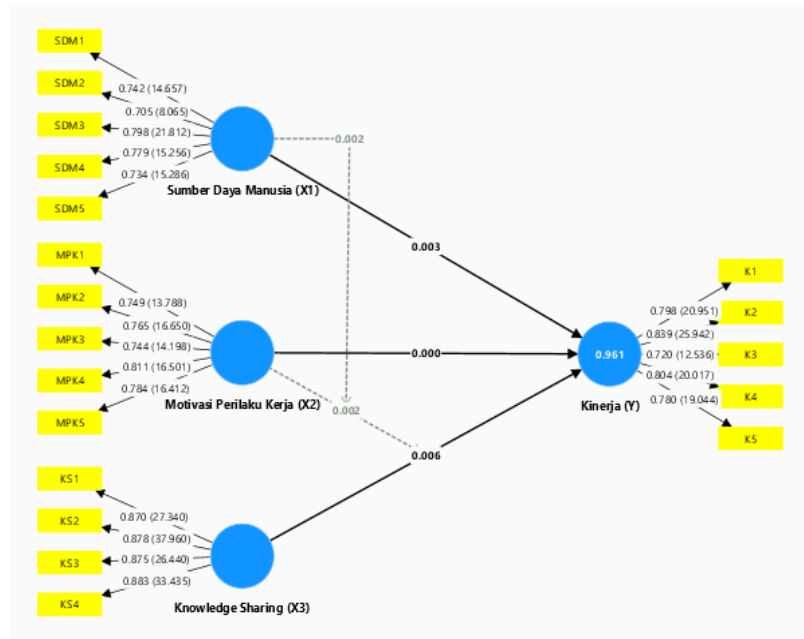 SDM1
SDM2
SDM3
SDM4
SDM5
0.742 (14.657)
0.705 (8.065)
0.798 (21.812)
0.779 (15.256)
0.734 (15.286)
Sumber Daya Manusia (X1)
0.002
0.003
MPK1
MPK2
MPK3
MPK4
MPK5
0.749 (13.788)
0.765 (16.650)
0.744 (14.198)
0.811 (16.501)
0.784 (16.412)
Motivasi Perilaku Kerja (X2)
0.000
0.002
0.006
KS1
KS2
KS3
KS4
0.870 (27.340)
0.878 (37.960)
0.875 (26.440)
0.883 (33.435)
Knowledge Sharing (X3)
0.961
Kinerja (Y)
0.798 (20.951)
0.839 (25.942)
0.720 (12.536)
0.804 (20.017)
0.780 (19.044)
K1
K2
K3
K4
K5